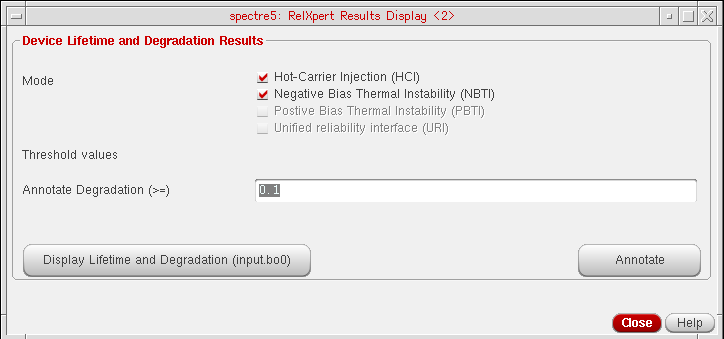 spectre5: RelXpert Results Display <2>
Device Lifetime and Degradation Results
Mode
Hot-Carrier Injection (HCI)
Negative Bias Thermal Instability (NBTI)
Postive Bias Thermal Instability (PBTI)
Unified reliability interface (URI)
Threshold values
Annotate Degradation (>=)
0.1
Display Lifetime and Degradation (input.bo0)
Annotate
Close
Help